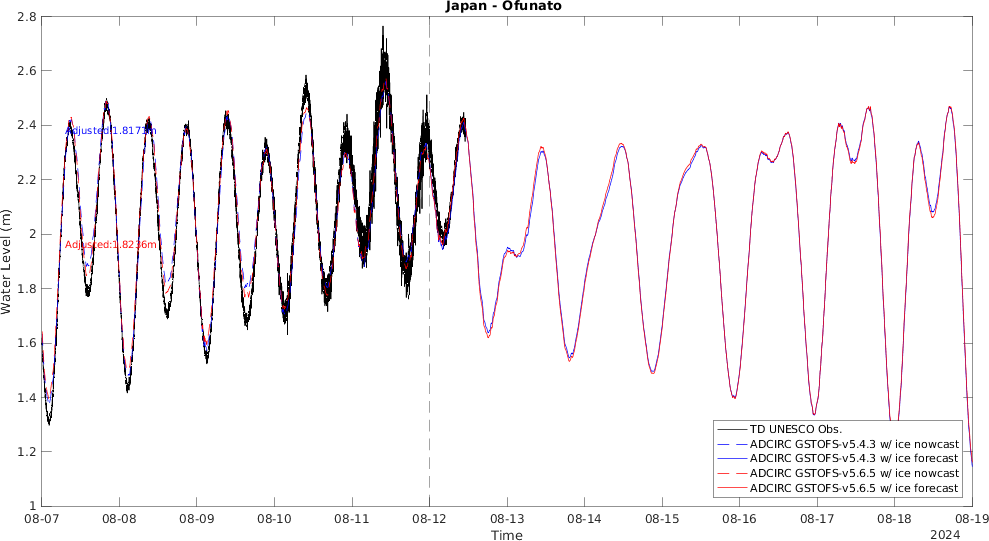 Japan - Ofunato
2.8
2.6
2.4
2.2
2
1.8
1.6
1.4
1.2
1
Water Level (m)
Adjusted:1.8171m
Adjusted:1.8236m
TD UNESCO Obs.
ADCIRC GSTOFS-v5.4.3 w/ ice nowcast
ADCIRC GSTOFS-v5.4.3 w/ ice forecast
ADCIRC GSTOFS-v5.6.5 w/ ice nowcast
ADCIRC GSTOFS-v5.6.5 w/ ice forecast
08-07 08-08 08-09 08-10 08-11 08-12 08-13 08-14 08-15 08-16 08-17 08-18 08-19
Time
2024